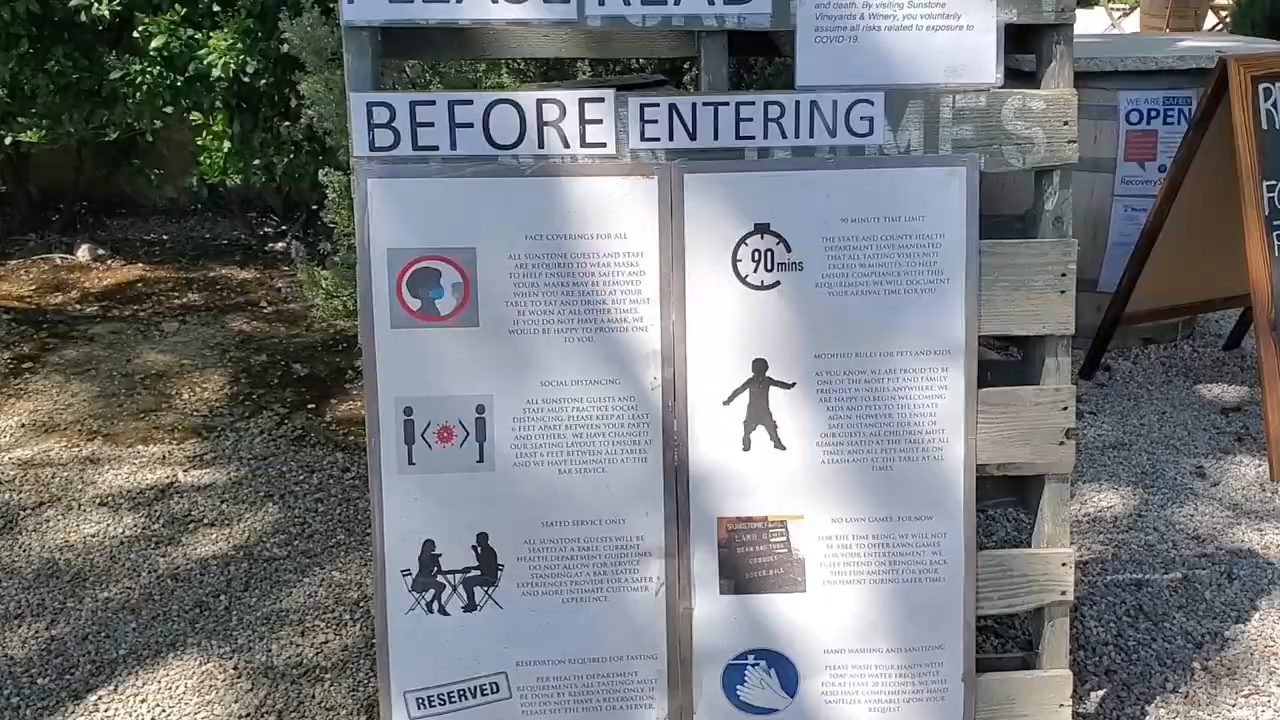 PLEASE READ
and death. By visiting Sunstone
Vineyards & Winery, you voluntarily
assume all risks related to exposure to
COVID-19.
BEFORE ENTERING
MES
FACE COVERINGS FOR ALL
ALL SUNSTONE GUESTS AND STAFF
ARE REQUIRED TO WEAR MASKS
TO HELP ENSURE OUR SAFETY AND
YOURS. MASKS MAY BE REMOVED
WHEN YOU ARE SEATED AT YOUR
TABLE TO EAT AND DRINK, BUT MUST
BE WORN AT ALL OTHER TIMES.
IF YOU DO NOT HAVE A MASK, WE
WOULD BE HAPPY TO PROVIDE ONE
TO YOU.
SOCIAL DISTANCING
ALL SUNSTONE GUESTS AND
STAFF MUST PRACTICE SOCIAL
DISTANCING. PLEASE KEEP AT LEAST
6 FEET APART BETWEEN YOUR PARTY
AND OTHERS. WE HAVE CHANGED
OUR SEATING LAYOUT TO ENSURE AT
LEAST 6 FEET BETWEEN ALL TABLES,
AND WE HAVE ELIMINATED AT-THE
BAR SERVICE.
SEATED SERVICE ONLY
ALL SUNSTONE GUESTS WILL BE
SEATED AT A TABLE. CURRENT
HEALTH DEPARTMENT GUIDELINES
DO NOT ALLOW FOR SERVICE
STANDING AT A BAR. SEATED
EXPERIENCES PROVIDE FOR A SAFER
AND MORE INTIMATE CUSTOMER
EXPERIENCE.
RESERVED
RESERVATION REQUIRED FOR TASTING
PER HEALTH DEPARTMENT
REQUIREMENTS, ALL TASTINGS MUST
BE DONE BY RESERVATION ONLY. IF
YOU DO NOT HAVE A RESERVATION,
PLEASE SEE THE HOST OR A SERVER.
90 mins
90 MINUTE TIME LIMIT
THE STATE AND COUNTY HEALTH
DEPARTMENT HAVE MANDATED
THAT ALL TASTING VISITS NOT
EXCEED 90 MINUTES. TO HELP
ENSURE COMPLIANCE WITH THIS
REQUIREMENT, WE WILL DOCUMENT
YOUR ARRIVAL TIME FOR YOU
MODIFIED RULES FOR PETS AND KIDS
AS YOU KNOW, WE ARE PROUD TO BE
ONE OF THE MOST PET AND FAMILY
FRIENDLY WINERIES ANYWHERE. WE
ARE HAPPY TO BEGIN WELCOMING
KIDS AND PETS TO THE ESTATE
AGAIN. HOWEVER, TO ENSURE
SAFE DISTANCING FOR ALL OF
OUR GUESTS, ALL CHILDREN MUST
REMAIN SEATED AT THE TABLE AT ALL
TIMES, AND ALL PETS MUST BE ON
A LEASH AND AT THE TABLE AT ALL
TIMES.
LAWN GAMES
BEAN BAG TOSS
CROQUET
BOCCE BALL
NO LAWN GAMES...FOR NOW
FOR THE TIME BEING, WE WILL NOT
BE ABLE TO OFFER LAWN GAMES
FOR YOUR ENTERTAINMENT. WE
FULLY INTEND ON BRINGING BACK
THIS FUN AMENITY FOR YOUR
ENJOYMENT DURING SAFER TIMES.
HAND WASHING AND SANITIZING
PLEASE WASH YOUR HANDS WITH
SOAP AND WATER FREQUENTLY
FOR AT LEAST 20 SECONDS. WE WILL
ALSO HAVE COMPLIMENTARY HAND
SANITIZER AVAILABLE UPON YOUR
REQUEST.
WE ARE SAFELY
OPEN